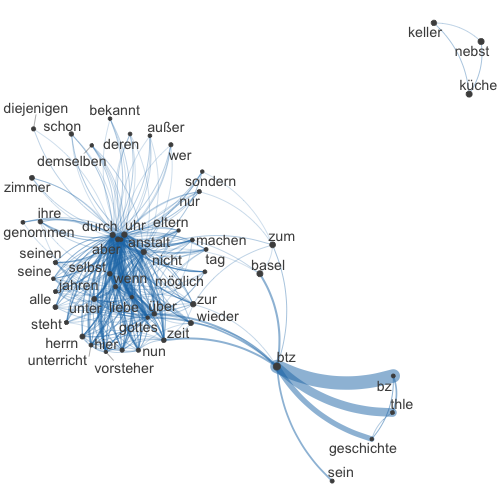 keller
nebst
küche
diejenigen
bekannt
schon
außer
deren
demselben
wer
zimmer
sondern
nur
ihre
genommen
durch
uhr
eltern
zum
aber
anstalt
machen
seinen
nicht
tag
basel
seine
selbst
wenn
möglich
jahren
alle
unter
liebe
über
zur
steht
gottes
wieder
herrn
hier
zeit
unterricht
nun
vorsteher
btz
bz
thle
geschichte
sein